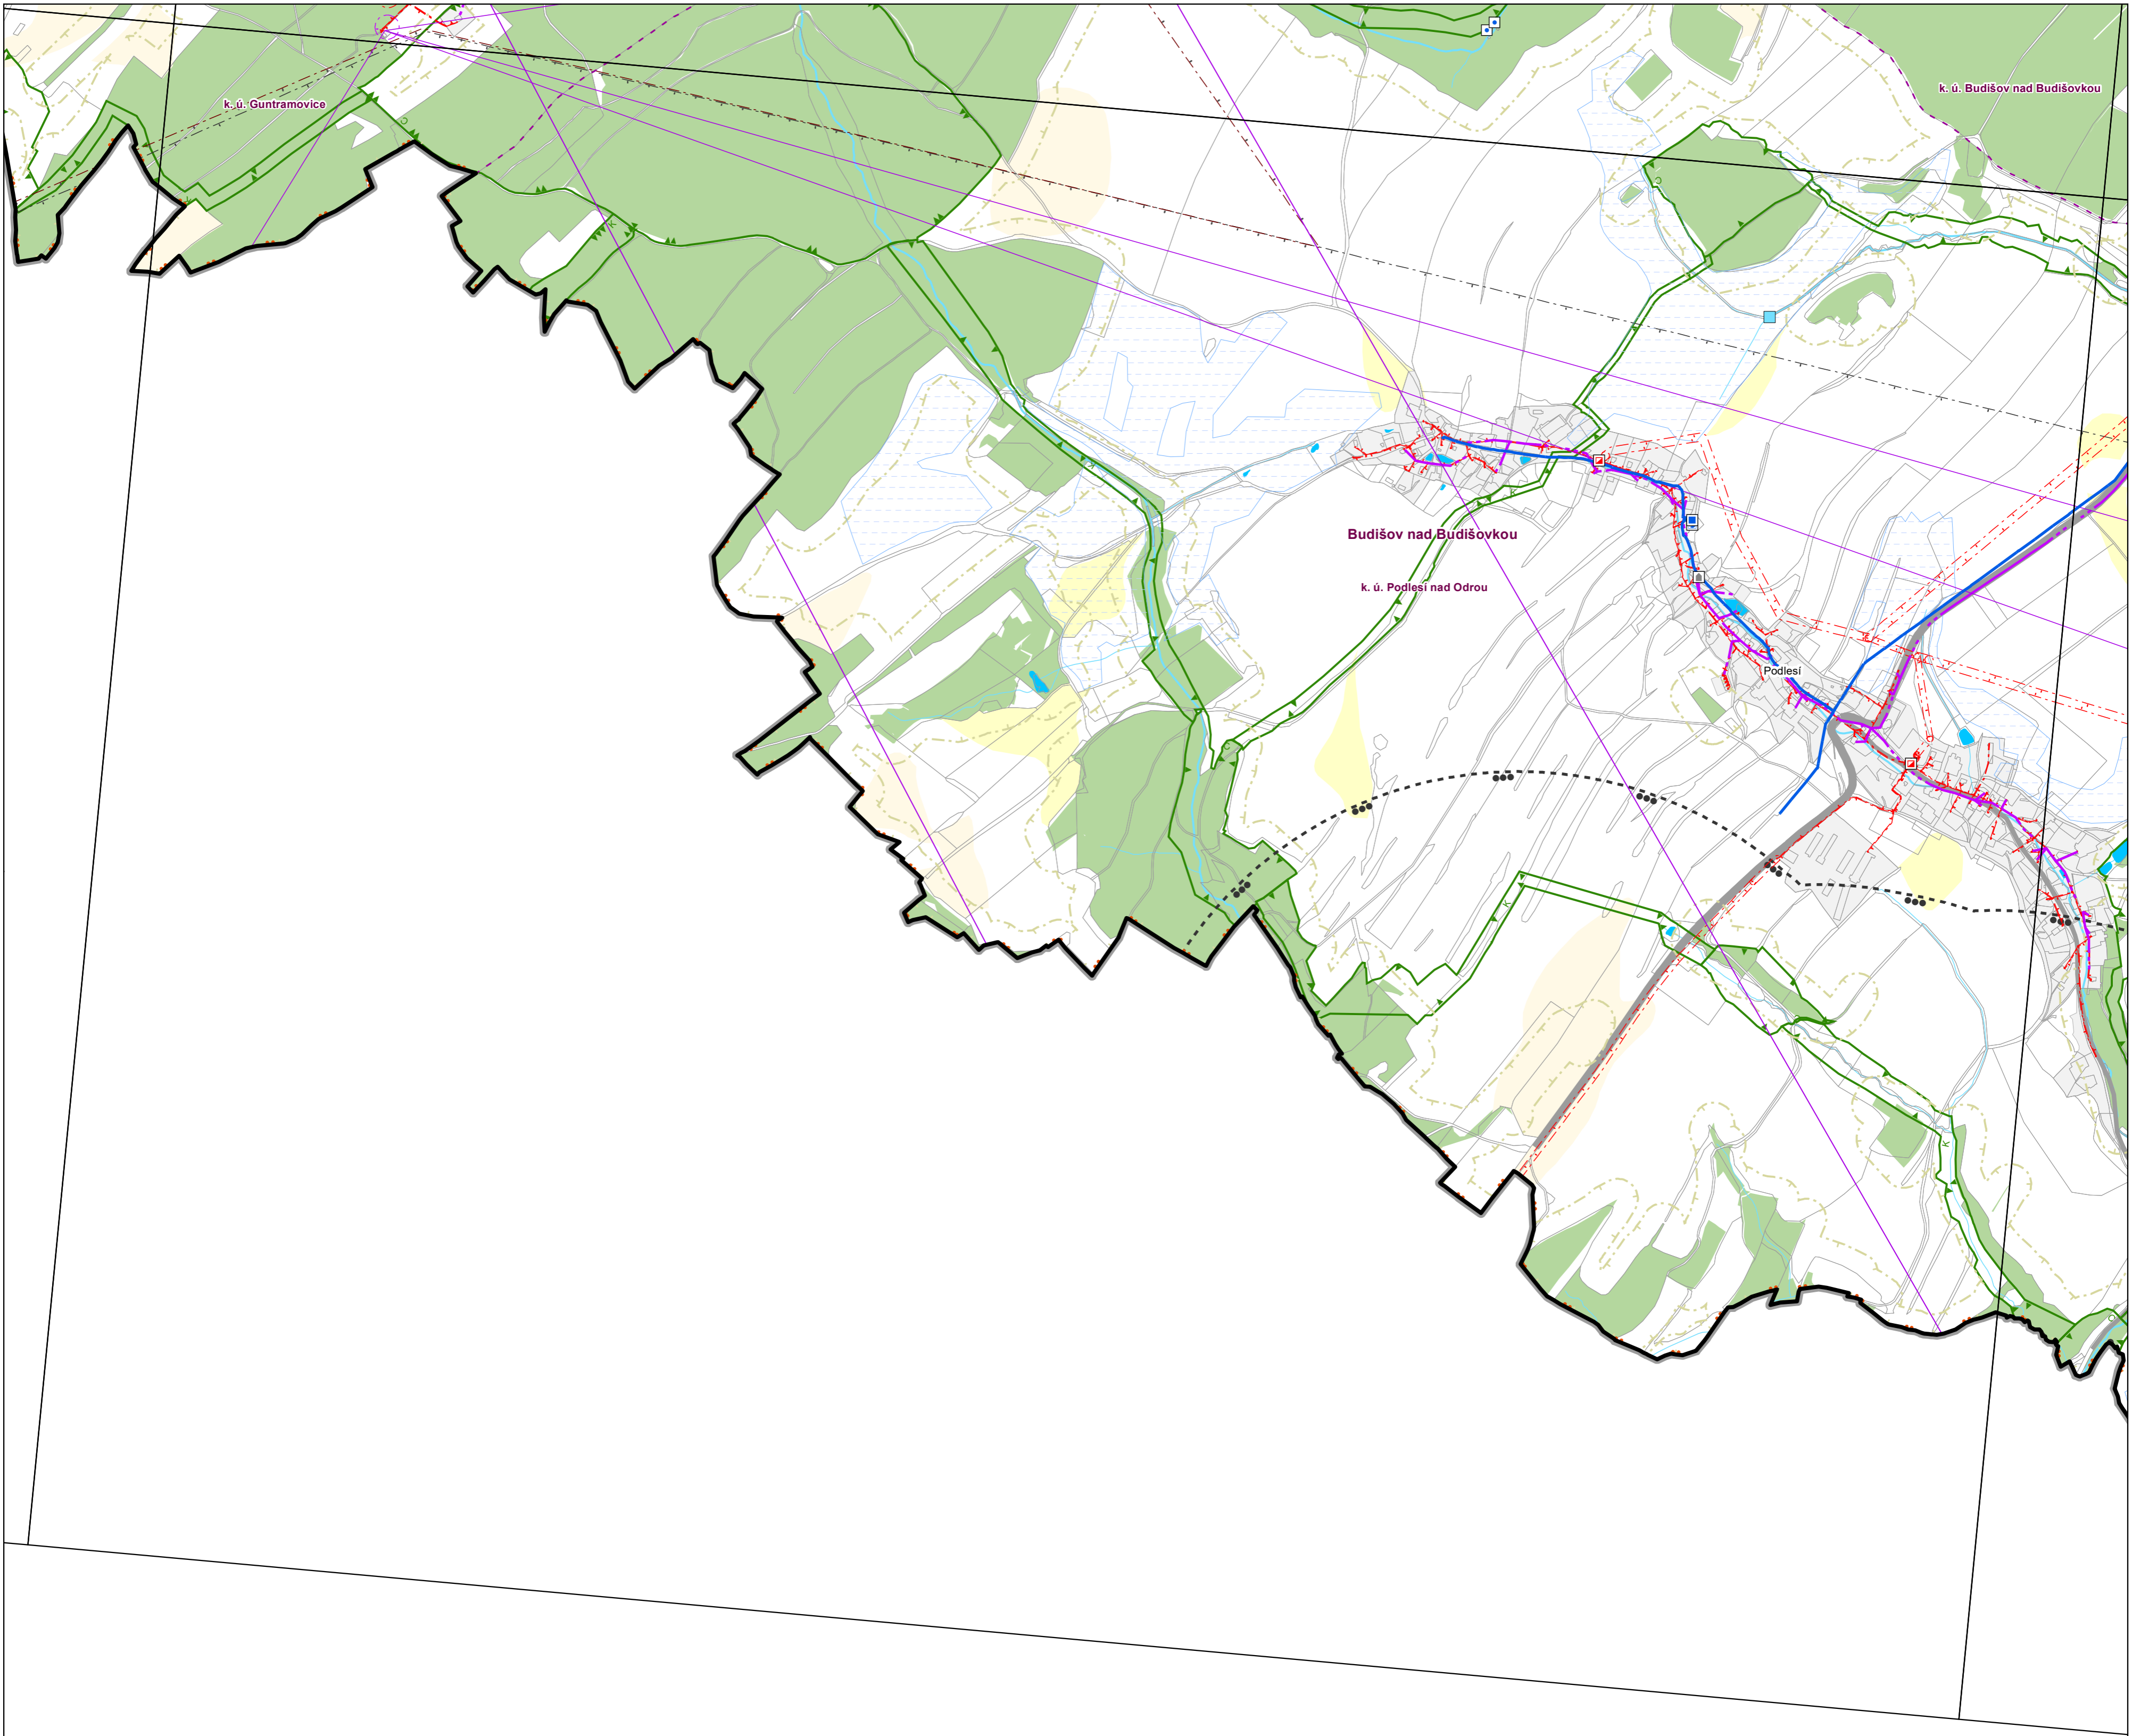 k. ú. Budišov nad Budišovkou
k. ú. Guntramovice
Budišov nad Budišovkou
k. ú. Podlesí nad Odrou
Podlesí